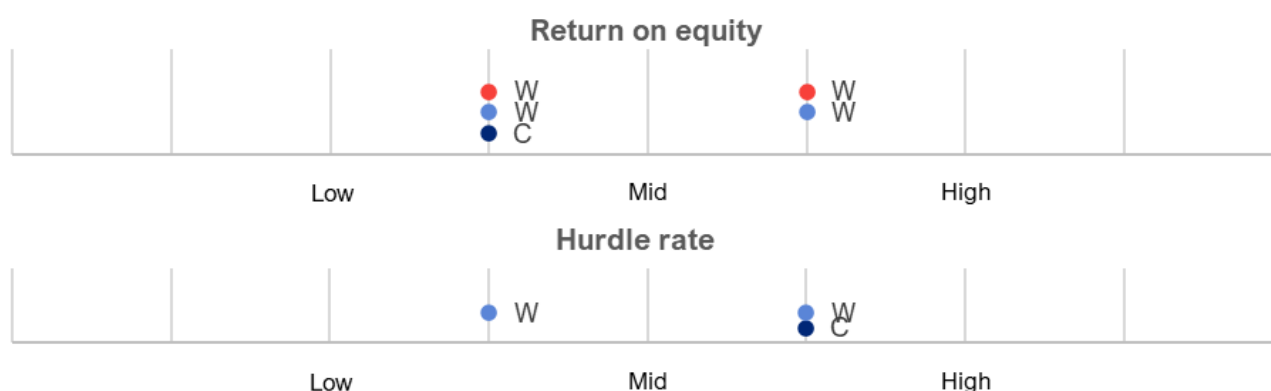 Return on equity
W W
W W
C
Low Mid High
Hurdle rate
W W
C
Low Mid High